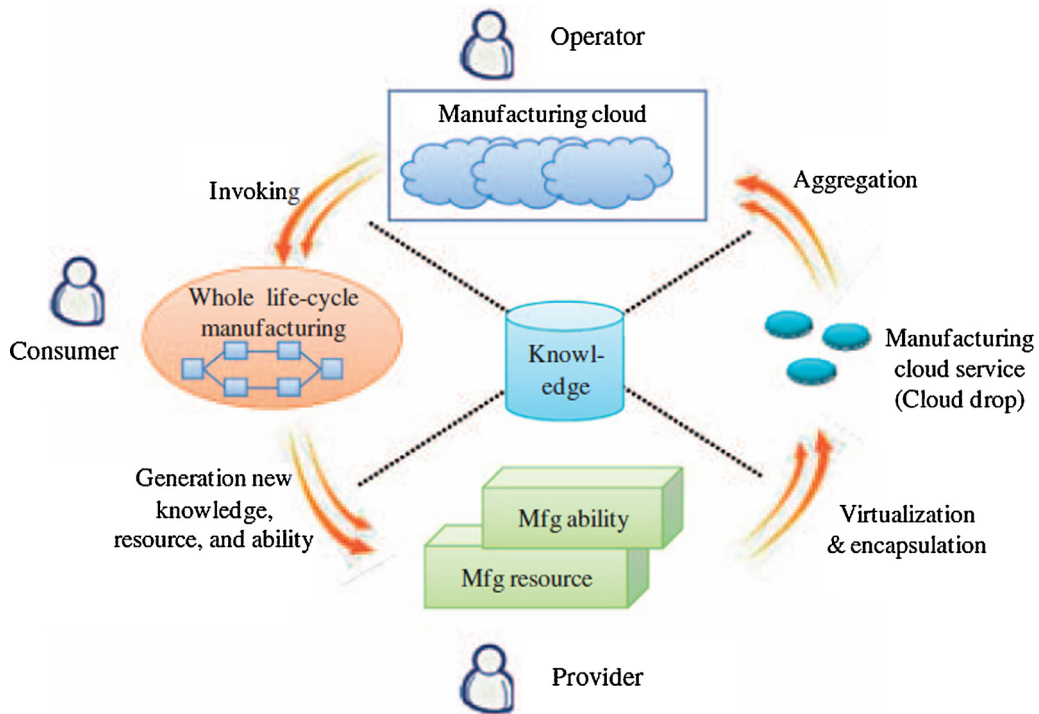 Operator
Manufacturing cloud
Invoking
Aggregation
Whole life-cycle
manufacturing
Consumer
Knowl-
edge
Manufacturing
cloud service
(Cloud drop)
Generation new
knowledge,
resource, and ability
Mfg ability
Mfg resource
Virtualization
& encapsulation
Provider